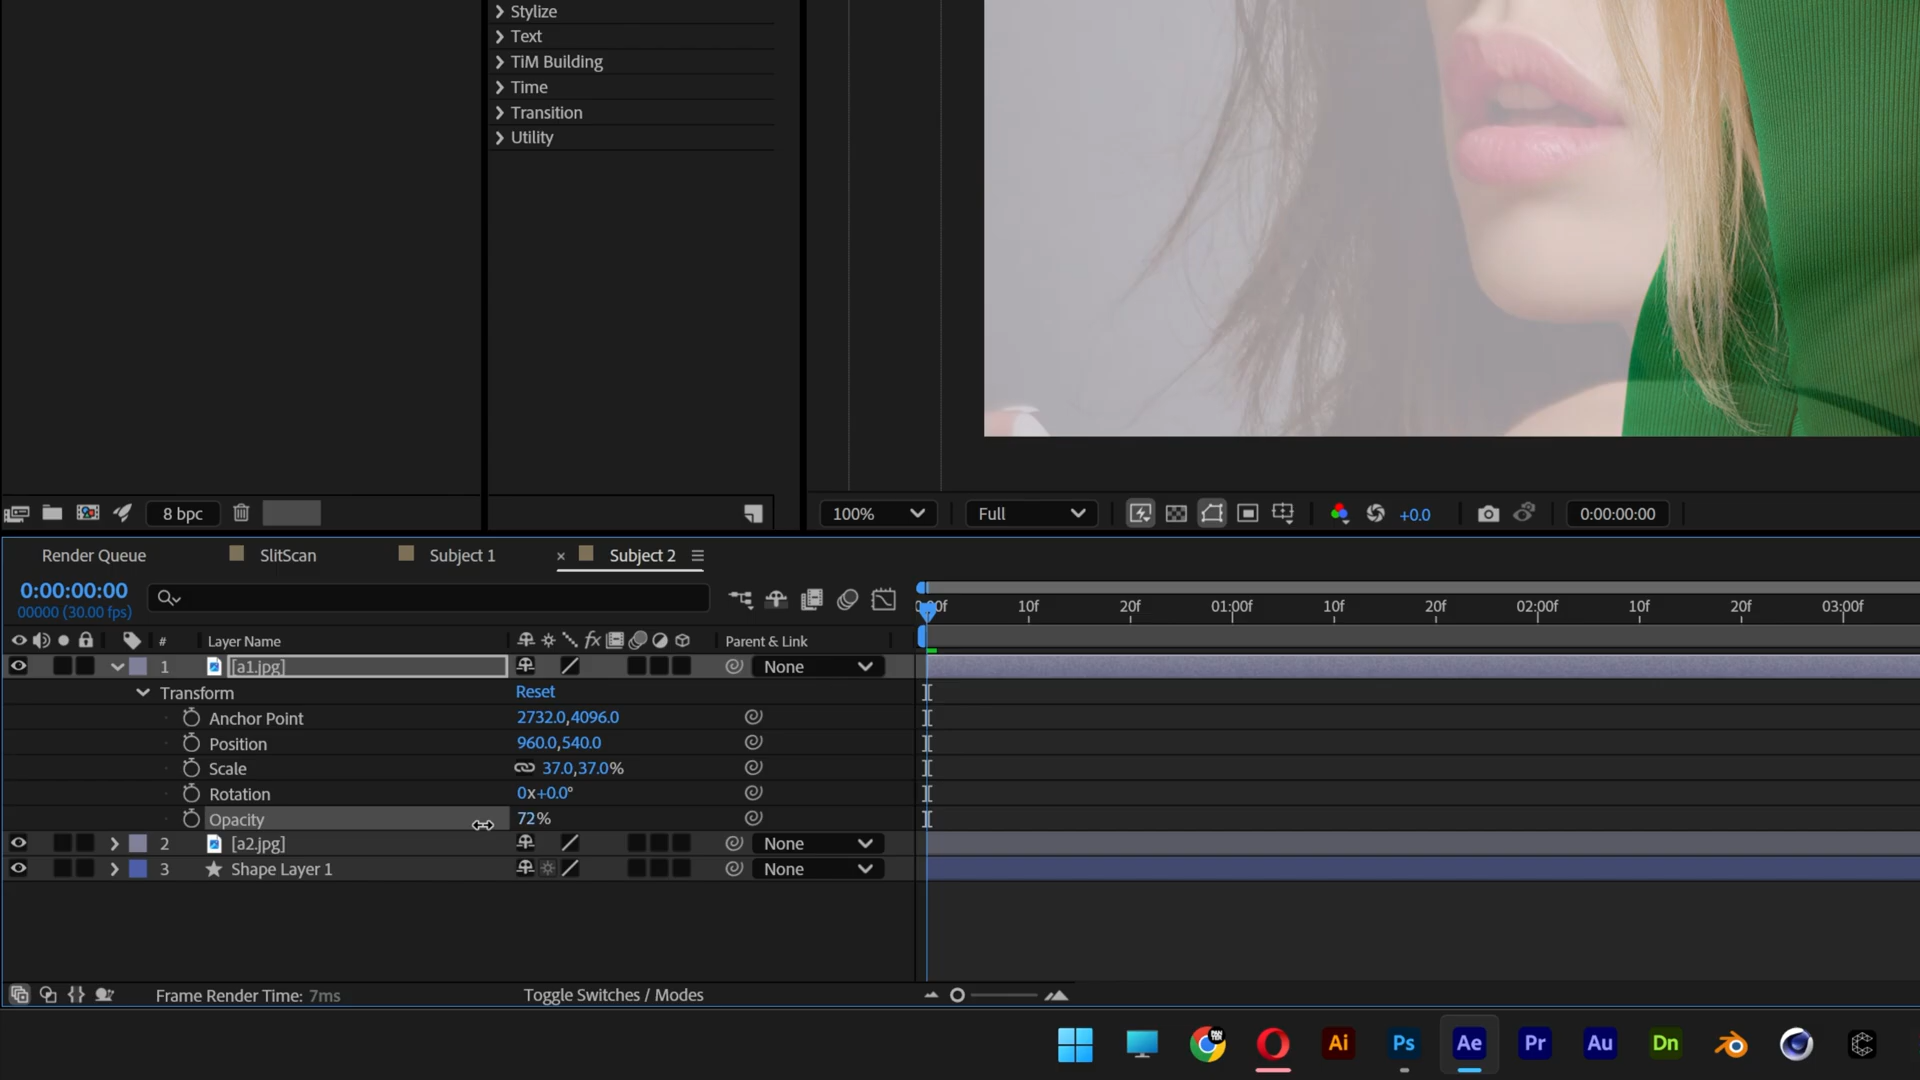 Stylize
Text
TiM Building
Time
Transition
Utility
8 bpc
100%
Full
+0.0
0:00:00:00
Render Queue
SlitScan
Subject 1
× Subject 2
0:00:00:00
00000 (30.00 fps)
10f 20f 01:00f 10f 20f 02:00f 10f 20f 03:00f
# Layer Name fx Parent & Link
1 [a1.jpg] None
Transform Reset
Anchor Point 2732.0,4096.0
Position 960.0,540.0
Scale 37.0,37.0%
Rotation 0x+0.0°
Opacity 72%
2 [a2.jpg] None
3 Shape Layer 1 None
Frame Render Time: 7ms
Toggle Switches / Modes
Ai Ps Ae Pr Au Dn